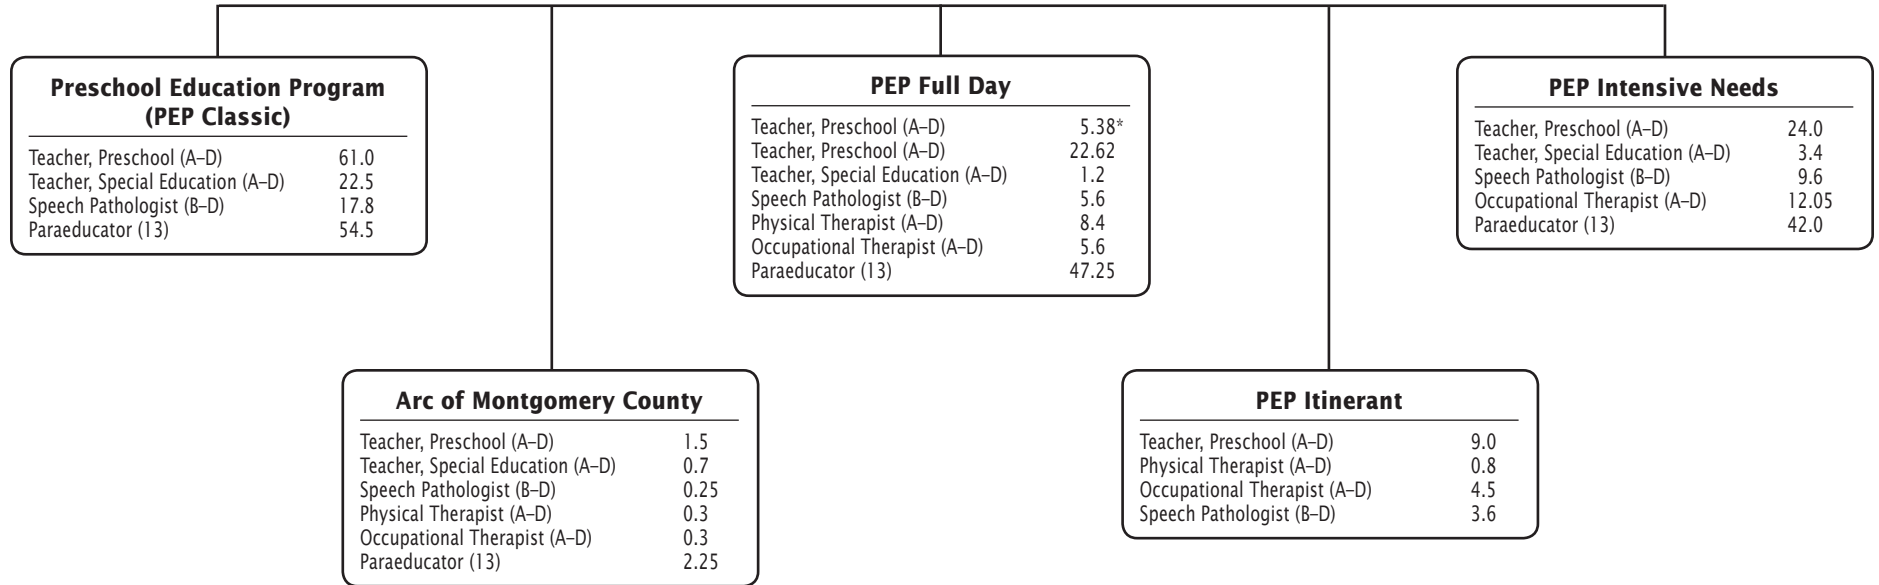 Preschool Education Program
(PEP Classic)
Teacher, Preschool (A–D) 61.0
Teacher, Special Education (A–D) 22.5
Speech Pathologist (B–D) 17.8
Paraeducator (13) 54.5
PEP Full Day
Teacher, Preschool (A–D) 5.38*
Teacher, Preschool (A–D) 22.62
Teacher, Special Education (A–D) 1.2
Speech Pathologist (B–D) 5.6
Physical Therapist (A–D) 8.4
Occupational Therapist (A–D) 5.6
Paraeducator (13) 47.25
PEP Intensive Needs
Teacher, Preschool (A–D) 24.0
Teacher, Special Education (A–D) 3.4
Speech Pathologist (B–D) 9.6
Occupational Therapist (A–D) 12.05
Paraeducator (13) 42.0
Arc of Montgomery County
Teacher, Preschool (A–D) 1.5
Teacher, Special Education (A–D) 0.7
Speech Pathologist (B–D) 0.25
Physical Therapist (A–D) 0.3
Occupational Therapist (A–D) 0.3
Paraeducator (13) 2.25
PEP Itinerant
Teacher, Preschool (A–D) 9.0
Physical Therapist (A–D) 0.8
Occupational Therapist (A–D) 4.5
Speech Pathologist (B–D) 3.6